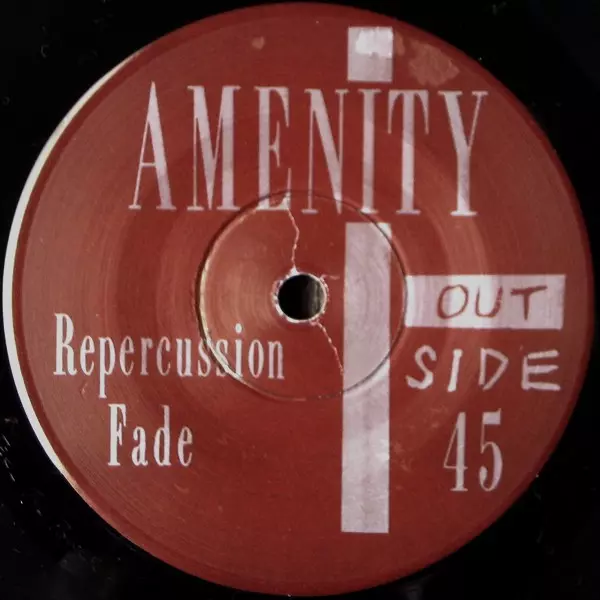 AMENITY
OUT
SIDE
Repercussion
Fade
45